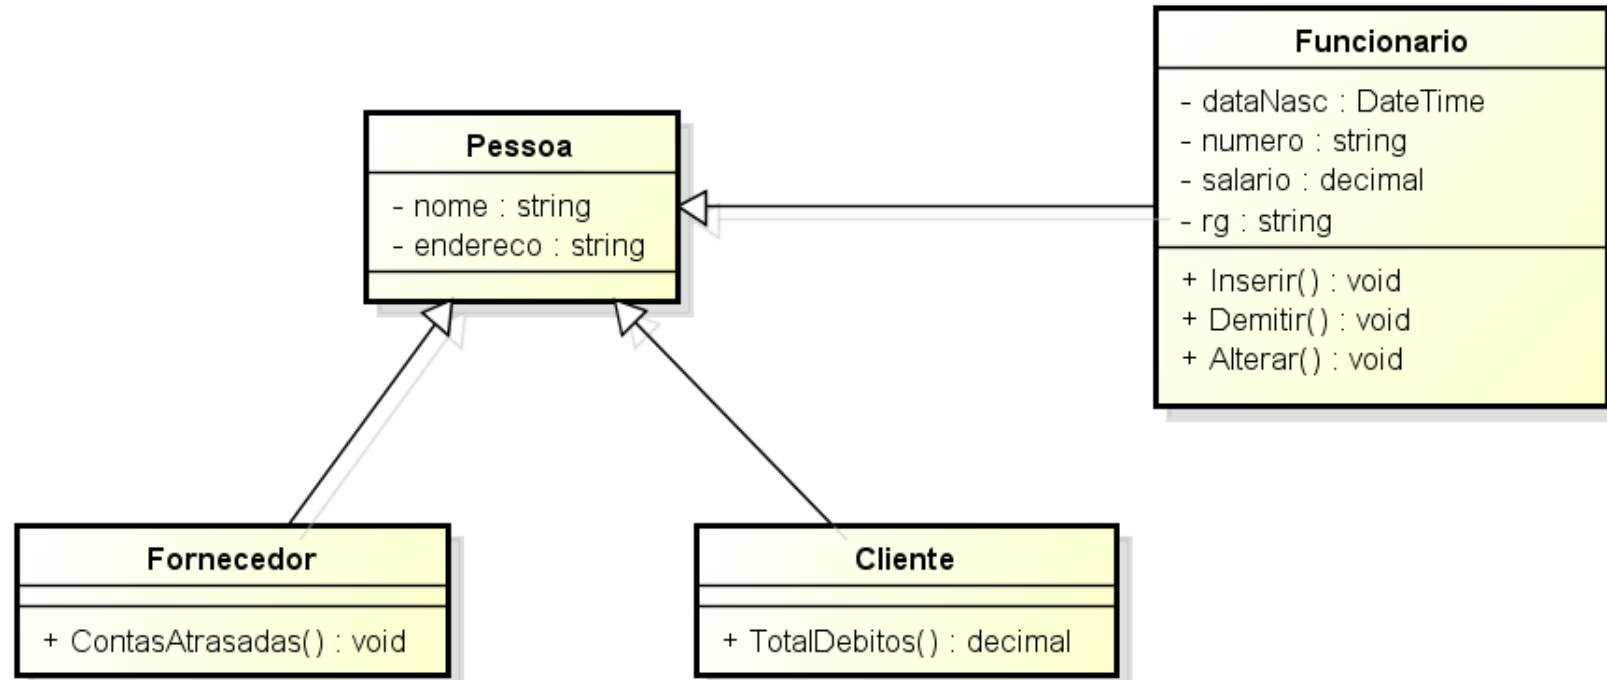 Funcionario
- dataNasc : DateTime
- numero : string
- salario : decimal
- rg : string
+ Inserir() : void
+ Demitir() : void
+ Alterar() : void
Pessoa
- nome : string
- endereco : string
Fornecedor
+ ContasAtrasadas() : void
Cliente
+ TotalDebitos() : decimal